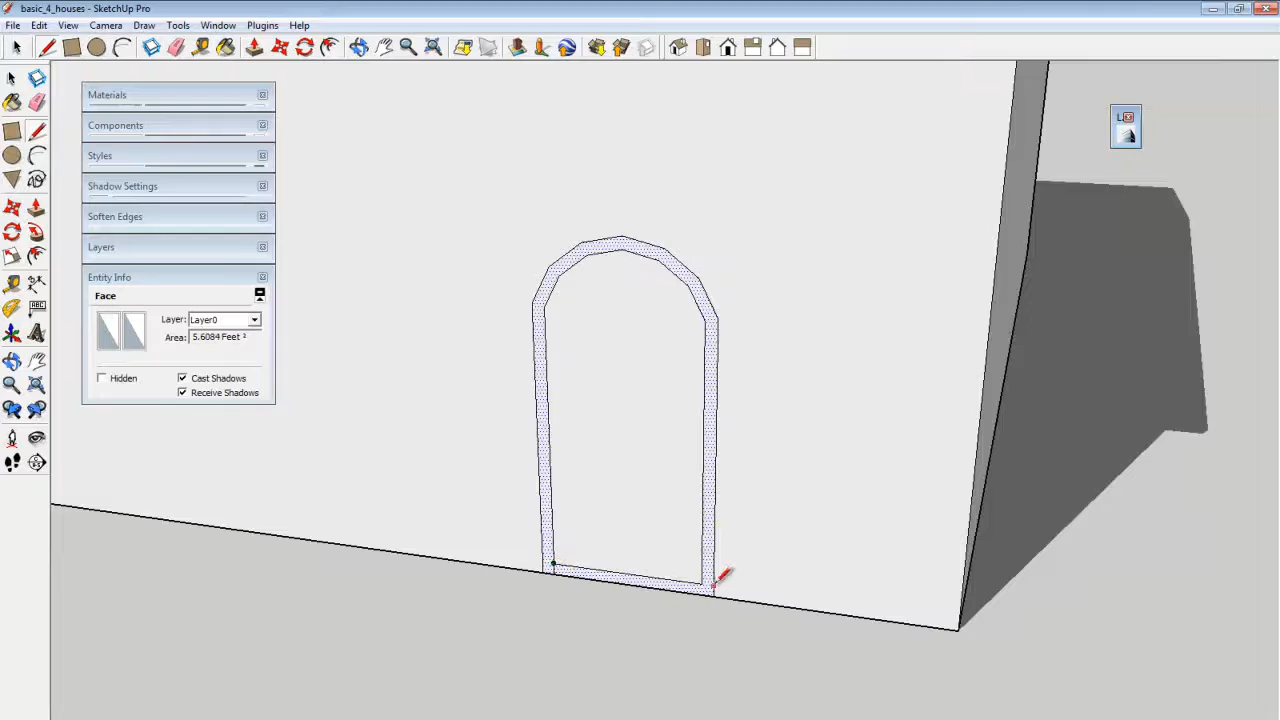 basic_4_houses - SketchUp Pro
File Edit View Camera Draw Tools Window Plugins Help
Materials
Components
Styles
Shadow Settings
Soften Edges
Layers
Entity Info
Face
Layer: Layer0
Area: 5.6084 Feet ²
Hidden Cast Shadows
Receive Shadows
L
ABC